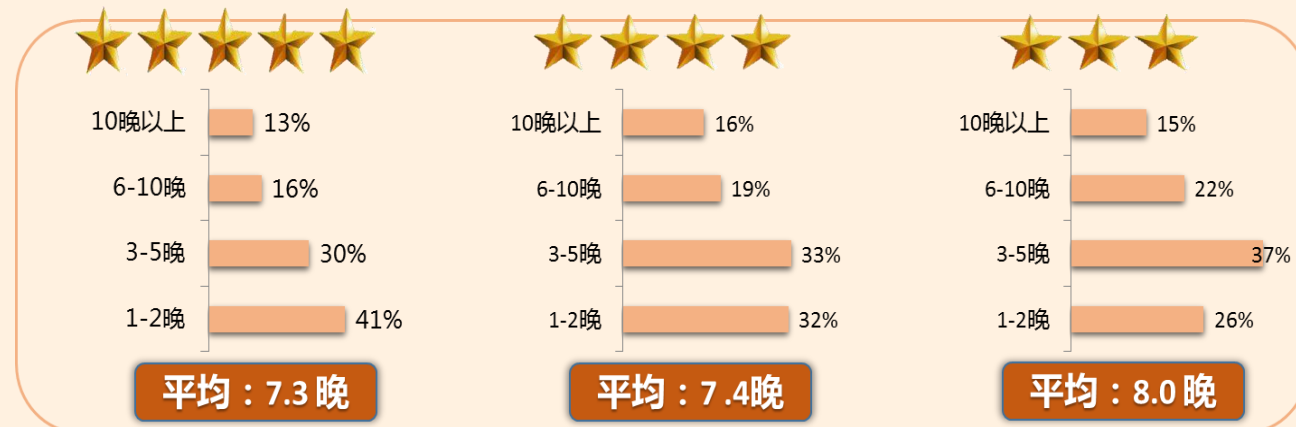 10晚以上 13%
6-10晚 16%
3-5晚 30%
1-2晚 41%
平均：7.3 晚
10晚以上 16%
6-10晚 19%
3-5晚 33%
1-2晚 32%
平均：7.4晚
10晚以上 15%
6-10晚 22%
3-5晚 37%
1-2晚 26%
平均：8.0 晚